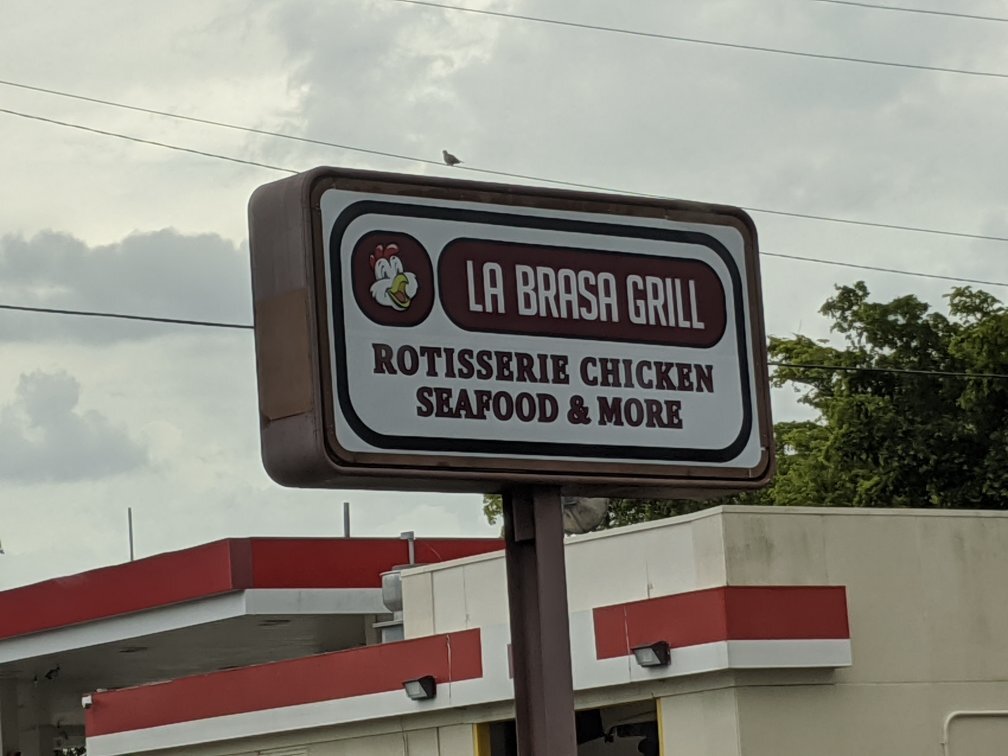 LA BRASA GRILL
ROTISSERIE CHICKEN
SEAFOOD & MORE